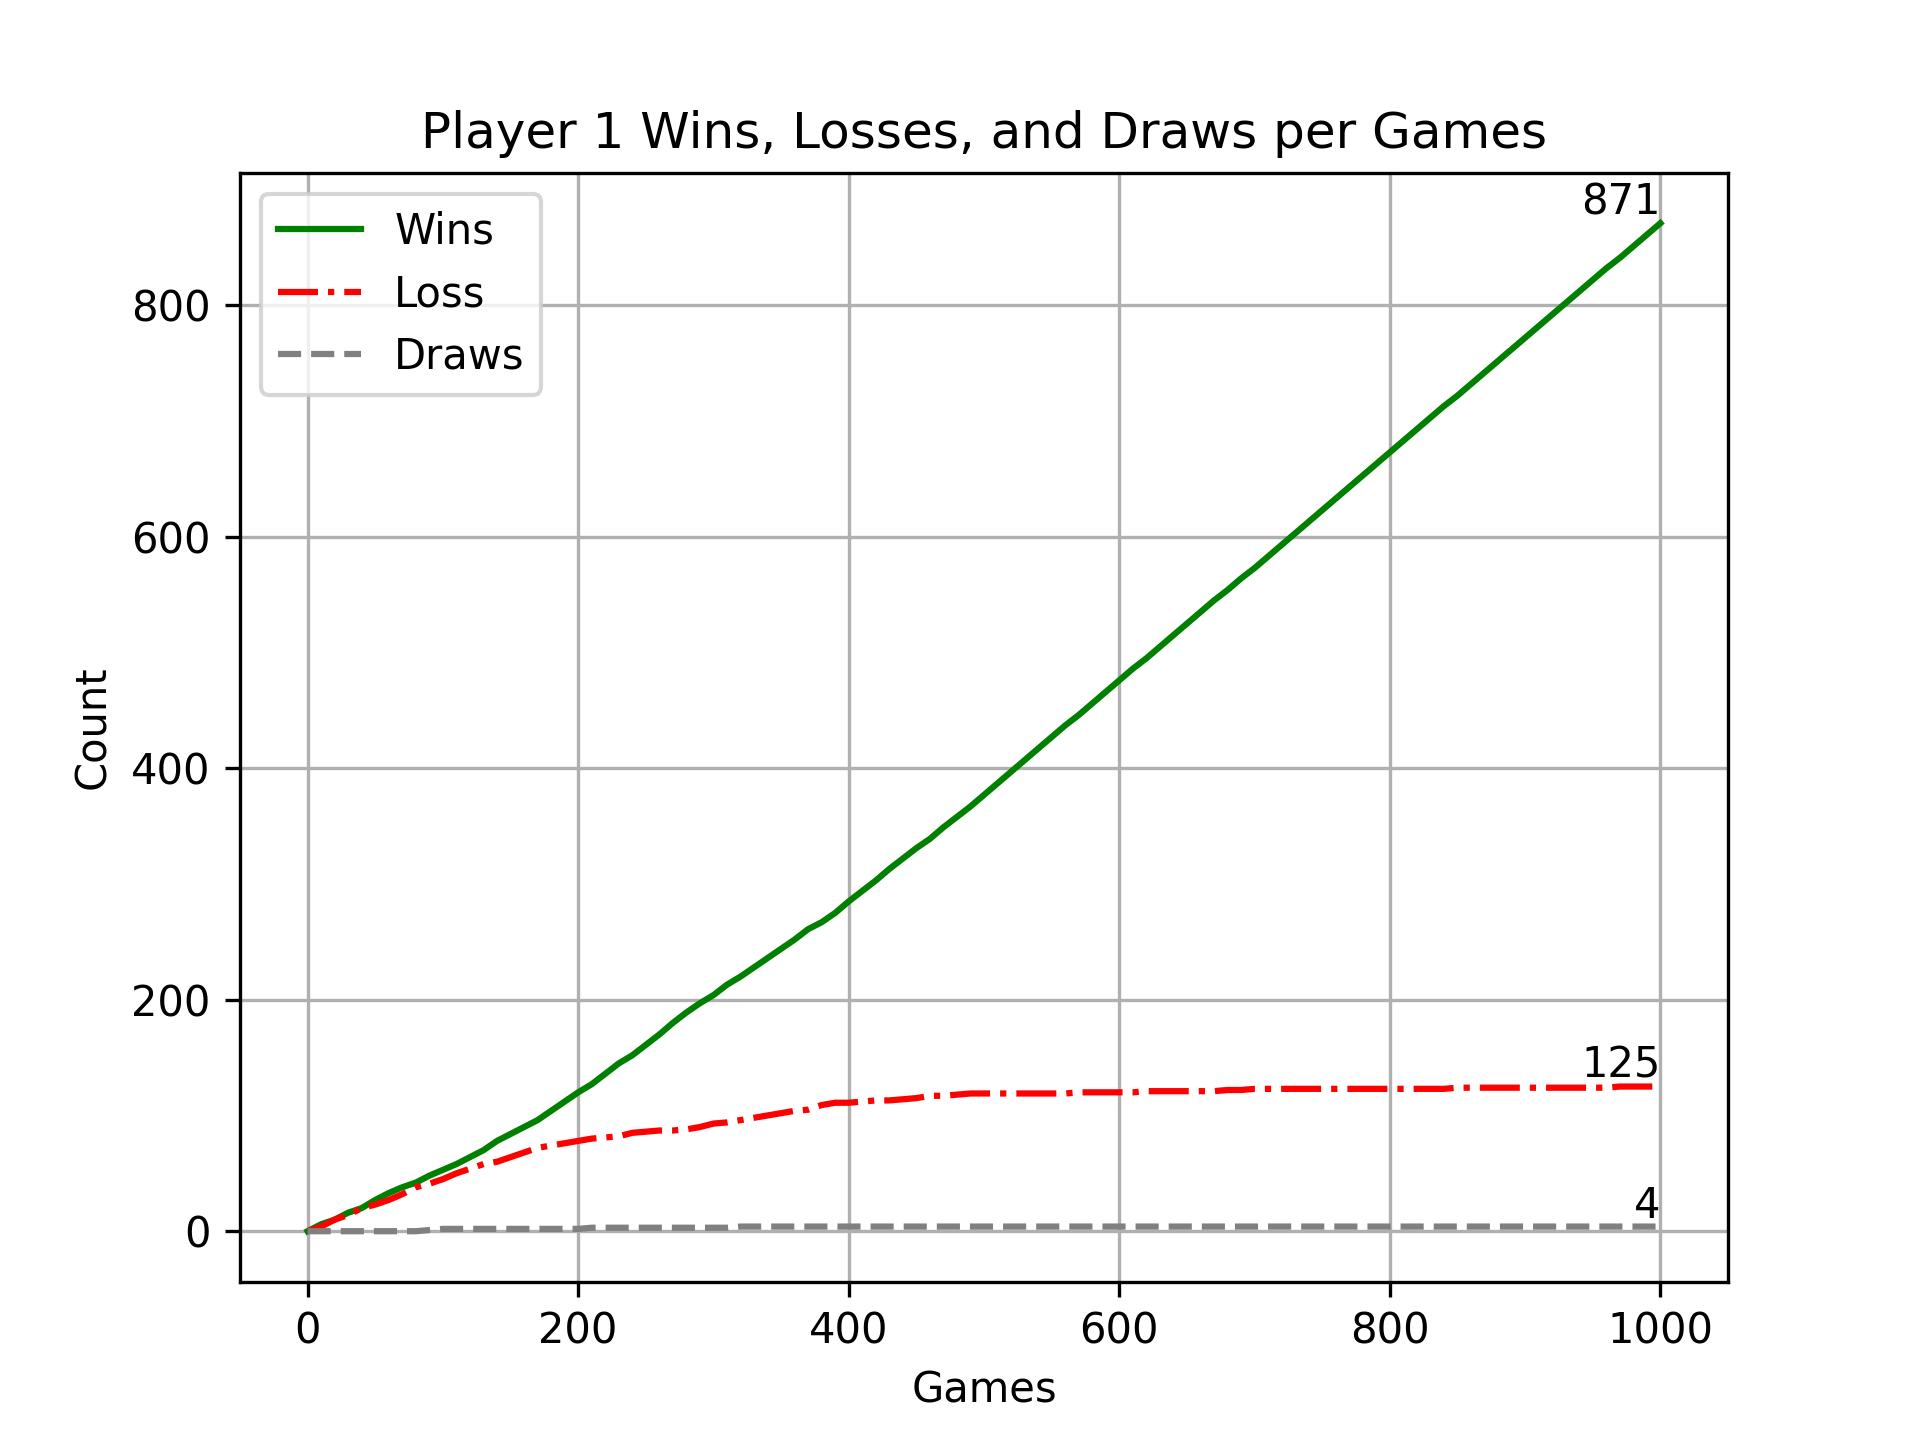 Player 1 Wins, Losses, and Draws per Games
Wins
Loss
Draws
871
125
4
Count
800
600
400
200
0
0 200 400 600 800 1000
Games